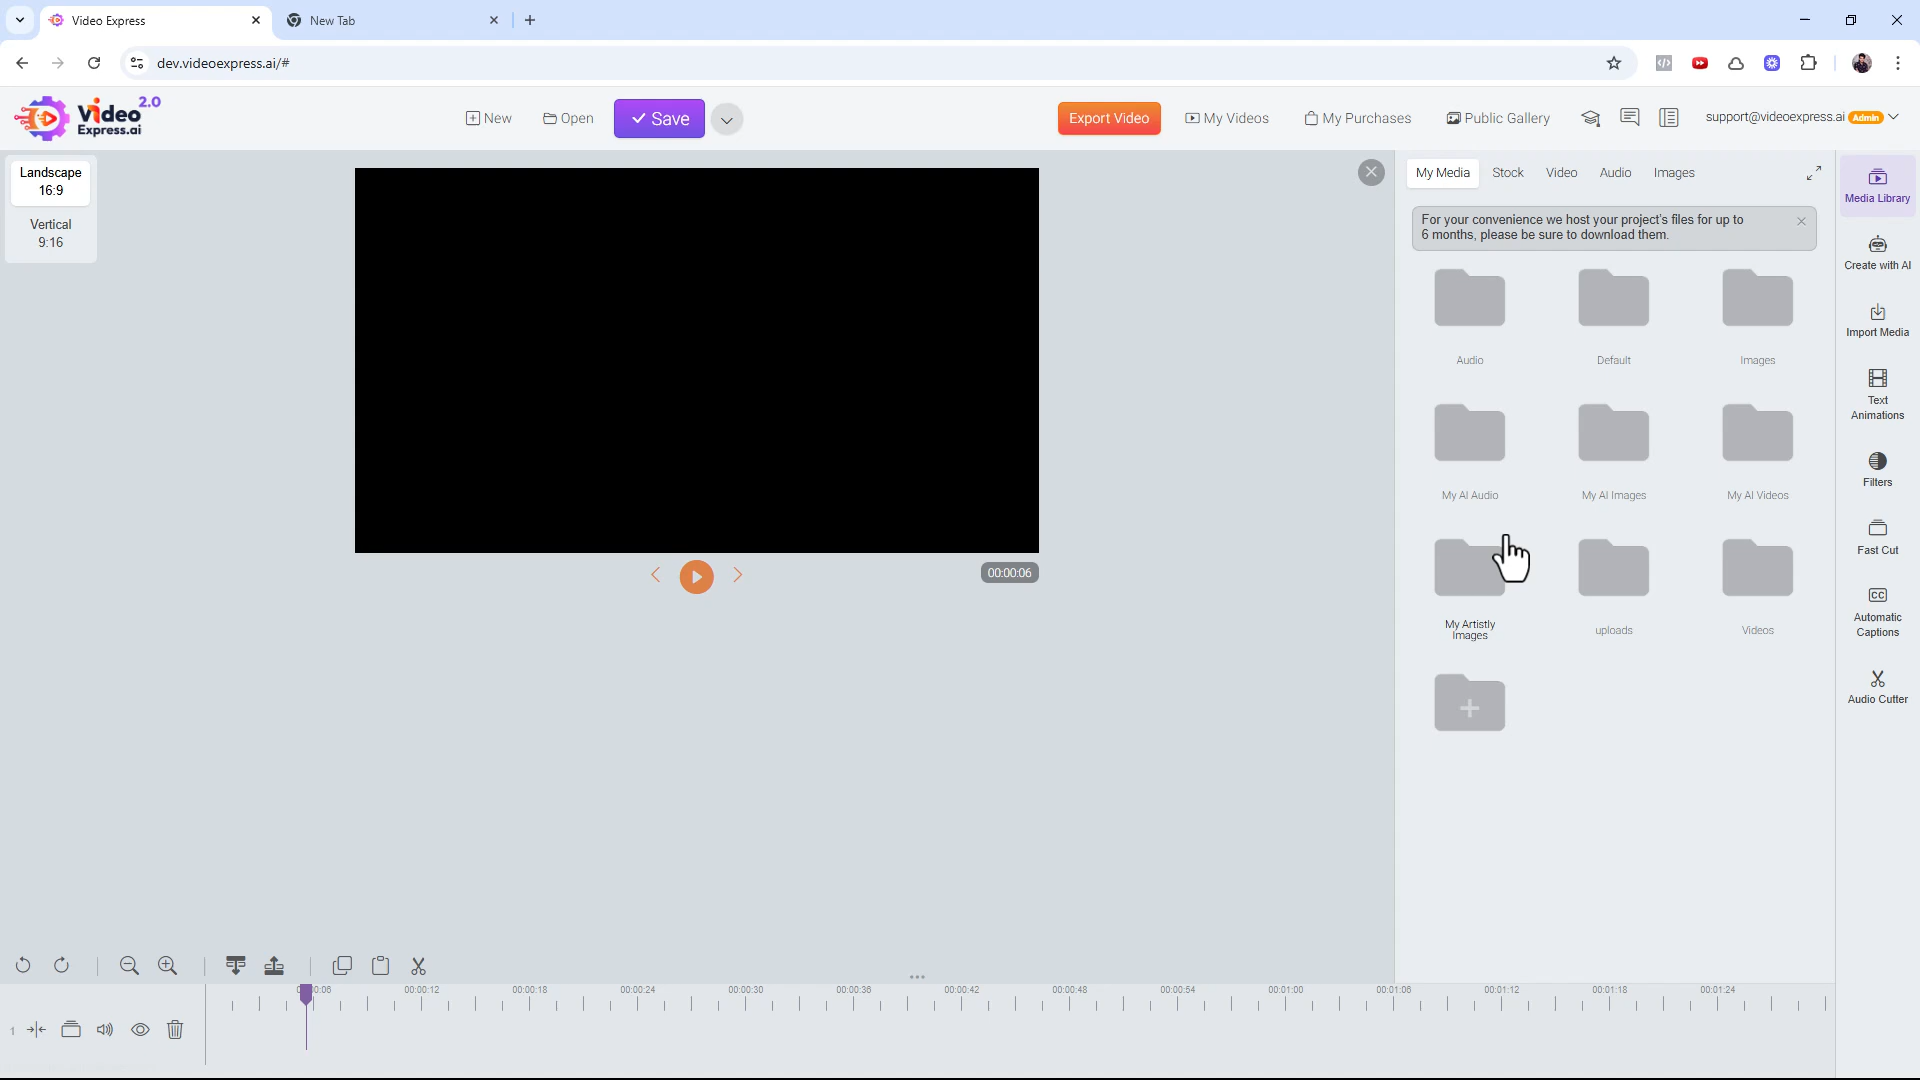 Video Express
New Tab
dev.videoexpress.ai/#
Video 2.0
Express.ai
New
Open
Save
Export Video
My Videos
My Purchases
Public Gallery
support@videoexpress.ai
Admin
Landscape
16:9
Vertical
9:16
00:00:06
My Media
Stock
Video
Audio
Images
For your convenience we host your project's files for up to
6 months, please be sure to download them.
Audio
Default
Images
My AI Audio
My AI Images
My AI Videos
My Artistly
Images
uploads
Videos
Media Library
Create with AI
Import Media
Text
Animations
Filters
Fast Cut
CC
Automatic
Captions
Audio Cutter
00:00:12
00:00:18
00:00:24
00:00:30
00:00:36
00:00:42
00:00:48
00:00:54
00:01:00
00:01:06
00:01:12
00:01:18
00:01:24
1